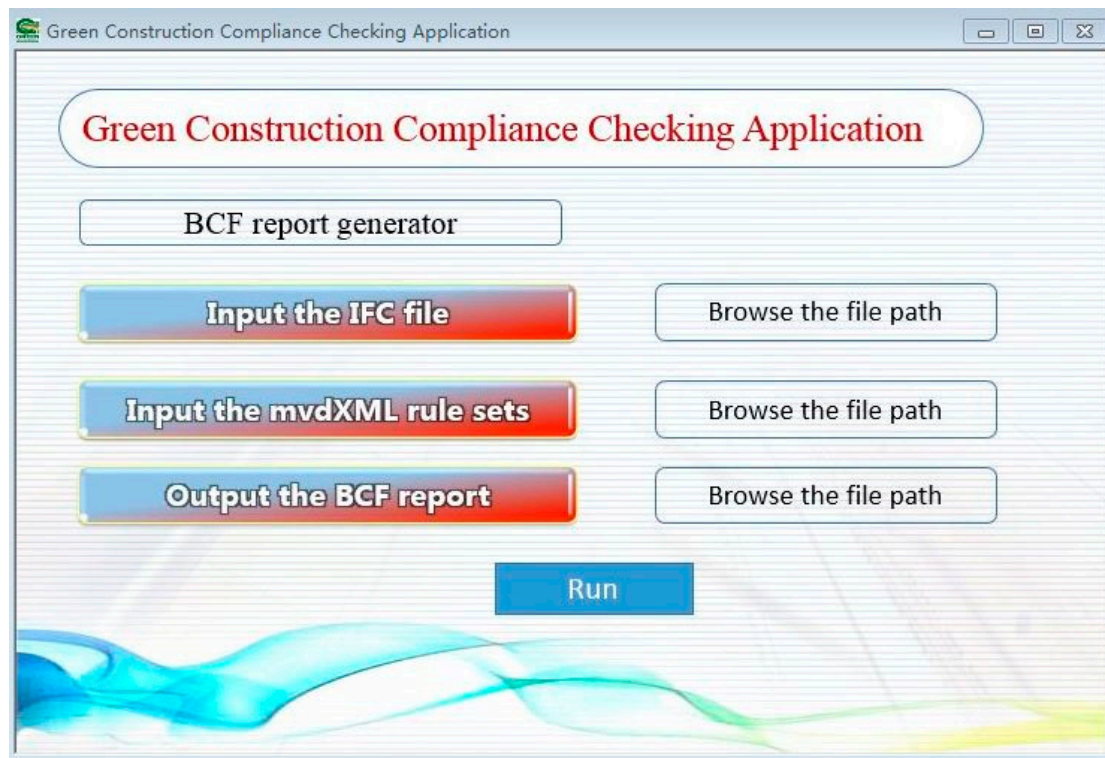 Green Construction Compliance Checking Application
Green Construction Compliance Checking Application
BCF report generator
Input the IFC file
Browse the file path
Input the mvdXML rule sets
Browse the file path
Output the BCF report
Browse the file path
Run